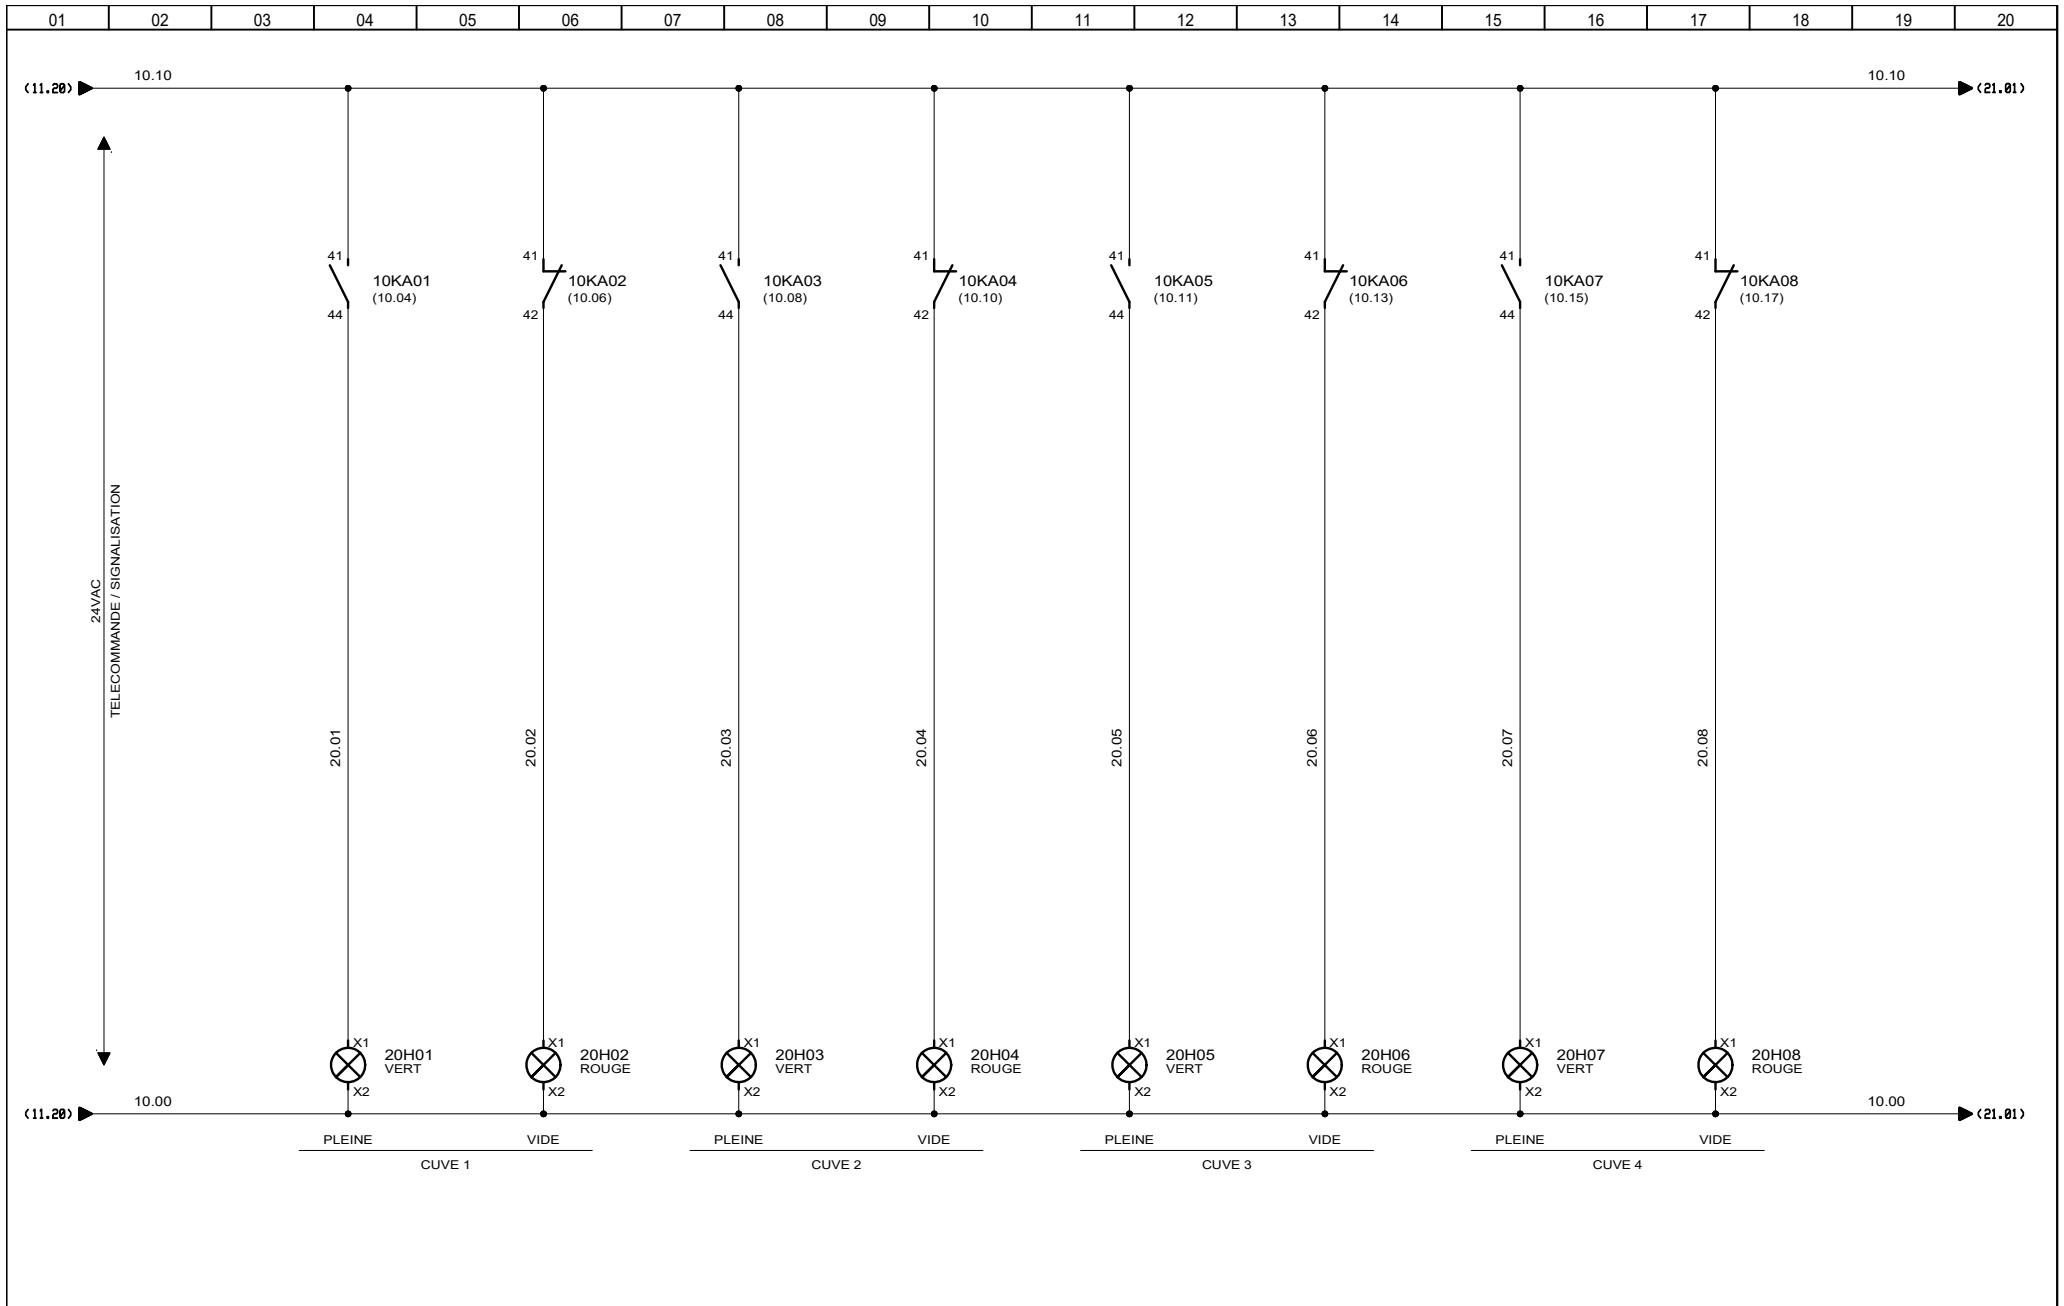 01 02 03 04 05 06 07 08 09 10 11 12 13 14 15 16 17 18 19 20
10.10 10.10
(11.20) (21.01)
41 41 41 41 41 41 41 41
10KA01 10KA02 10KA03 10KA04 10KA05 10KA06 10KA07 10KA08
(10.04) (10.06) (10.08) (10.10) (10.11) (10.13) (10.15) (10.17)
44 42 44 42 44 42 44 42
24VAC
TELECOMMANDE / SIGNALISATION
20.01 20.02 20.03 20.04 20.05 20.06 20.07 20.08
X1 X1 X1 X1 X1 X1 X1 X1
20H01 20H02 20H03 20H04 20H05 20H06 20H07 20H08
VERT ROUGE VERT ROUGE VERT ROUGE VERT ROUGE
X2 X2 X2 X2 X2 X2 X2 X2
10.00 10.00
(11.20) (21.01)
PLEINE VIDE PLEINE VIDE PLEINE VIDE PLEINE VIDE
CUVE 1 CUVE 2 CUVE 3 CUVE 4